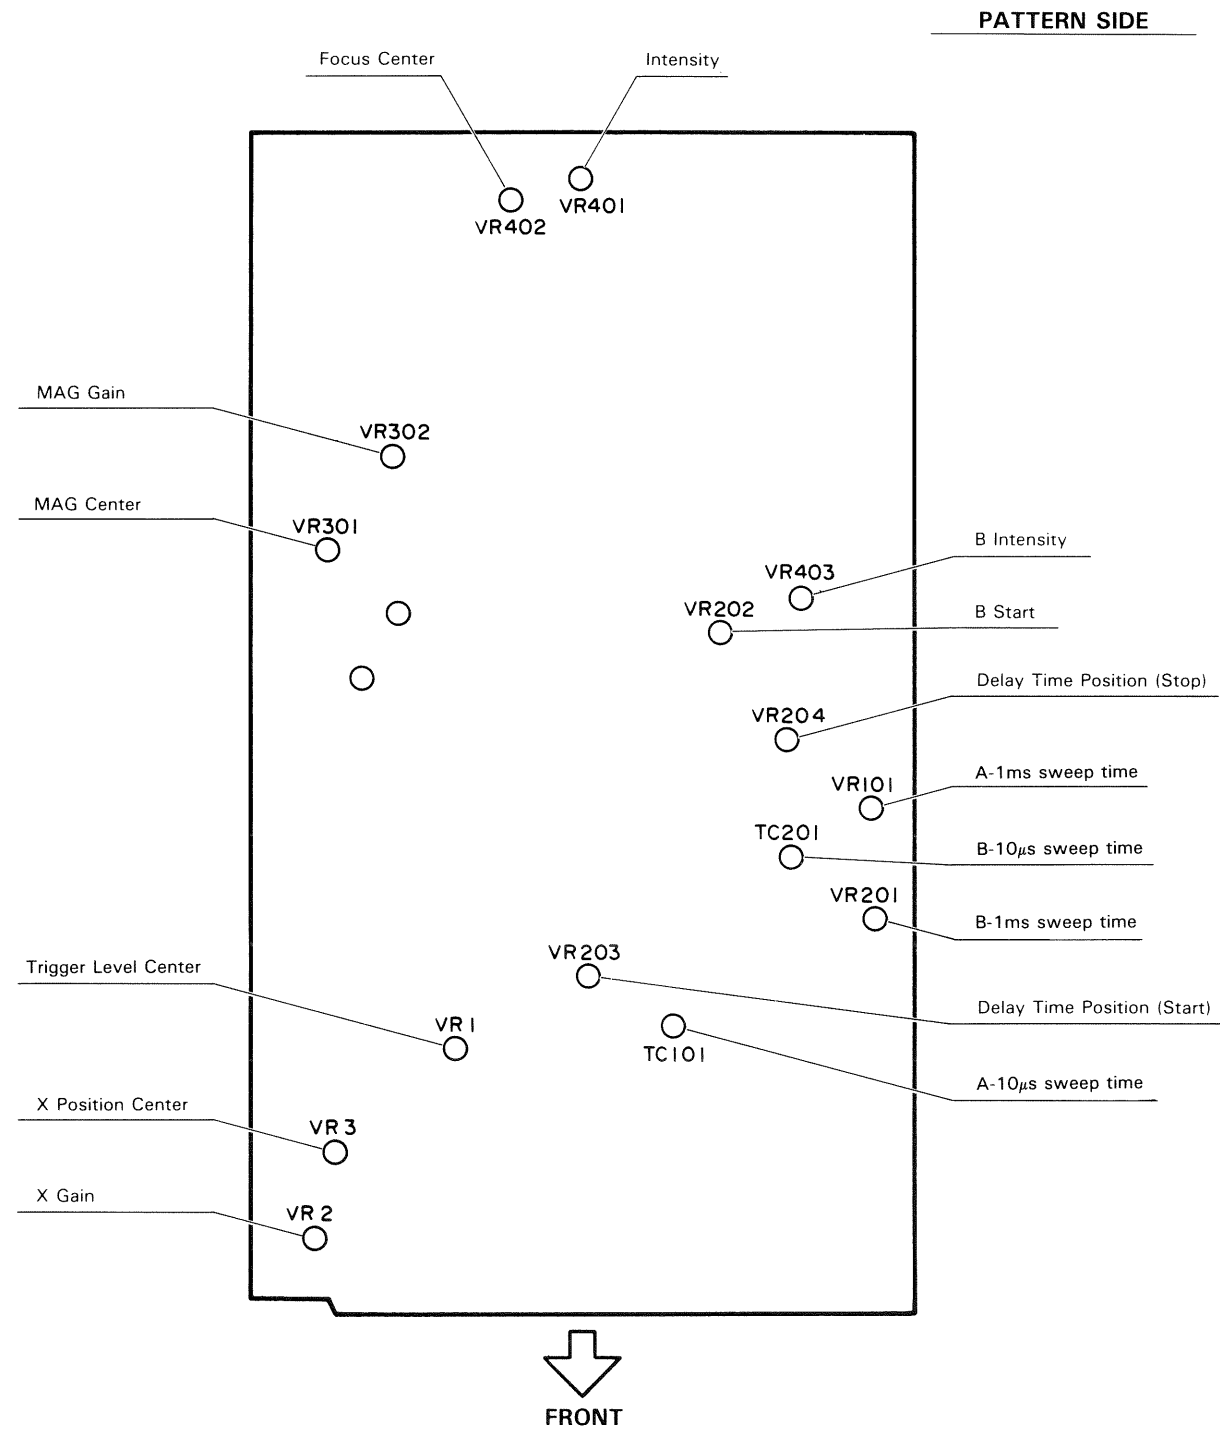 PATTERN SIDE
Focus Center
Intensity
VR401
VR402
MAG Gain
VR302
MAG Center
VR301
B Intensity
VR403
VR202
B Start
Delay Time Position (Stop)
VR204
A-1ms sweep time
VR101
TC201
B-10μs sweep time
VR201
B-1ms sweep time
VR203
Trigger Level Center
Delay Time Position (Start)
VR1
TC101
A-10μs sweep time
X Position Center
VR3
X Gain
VR2
FRONT